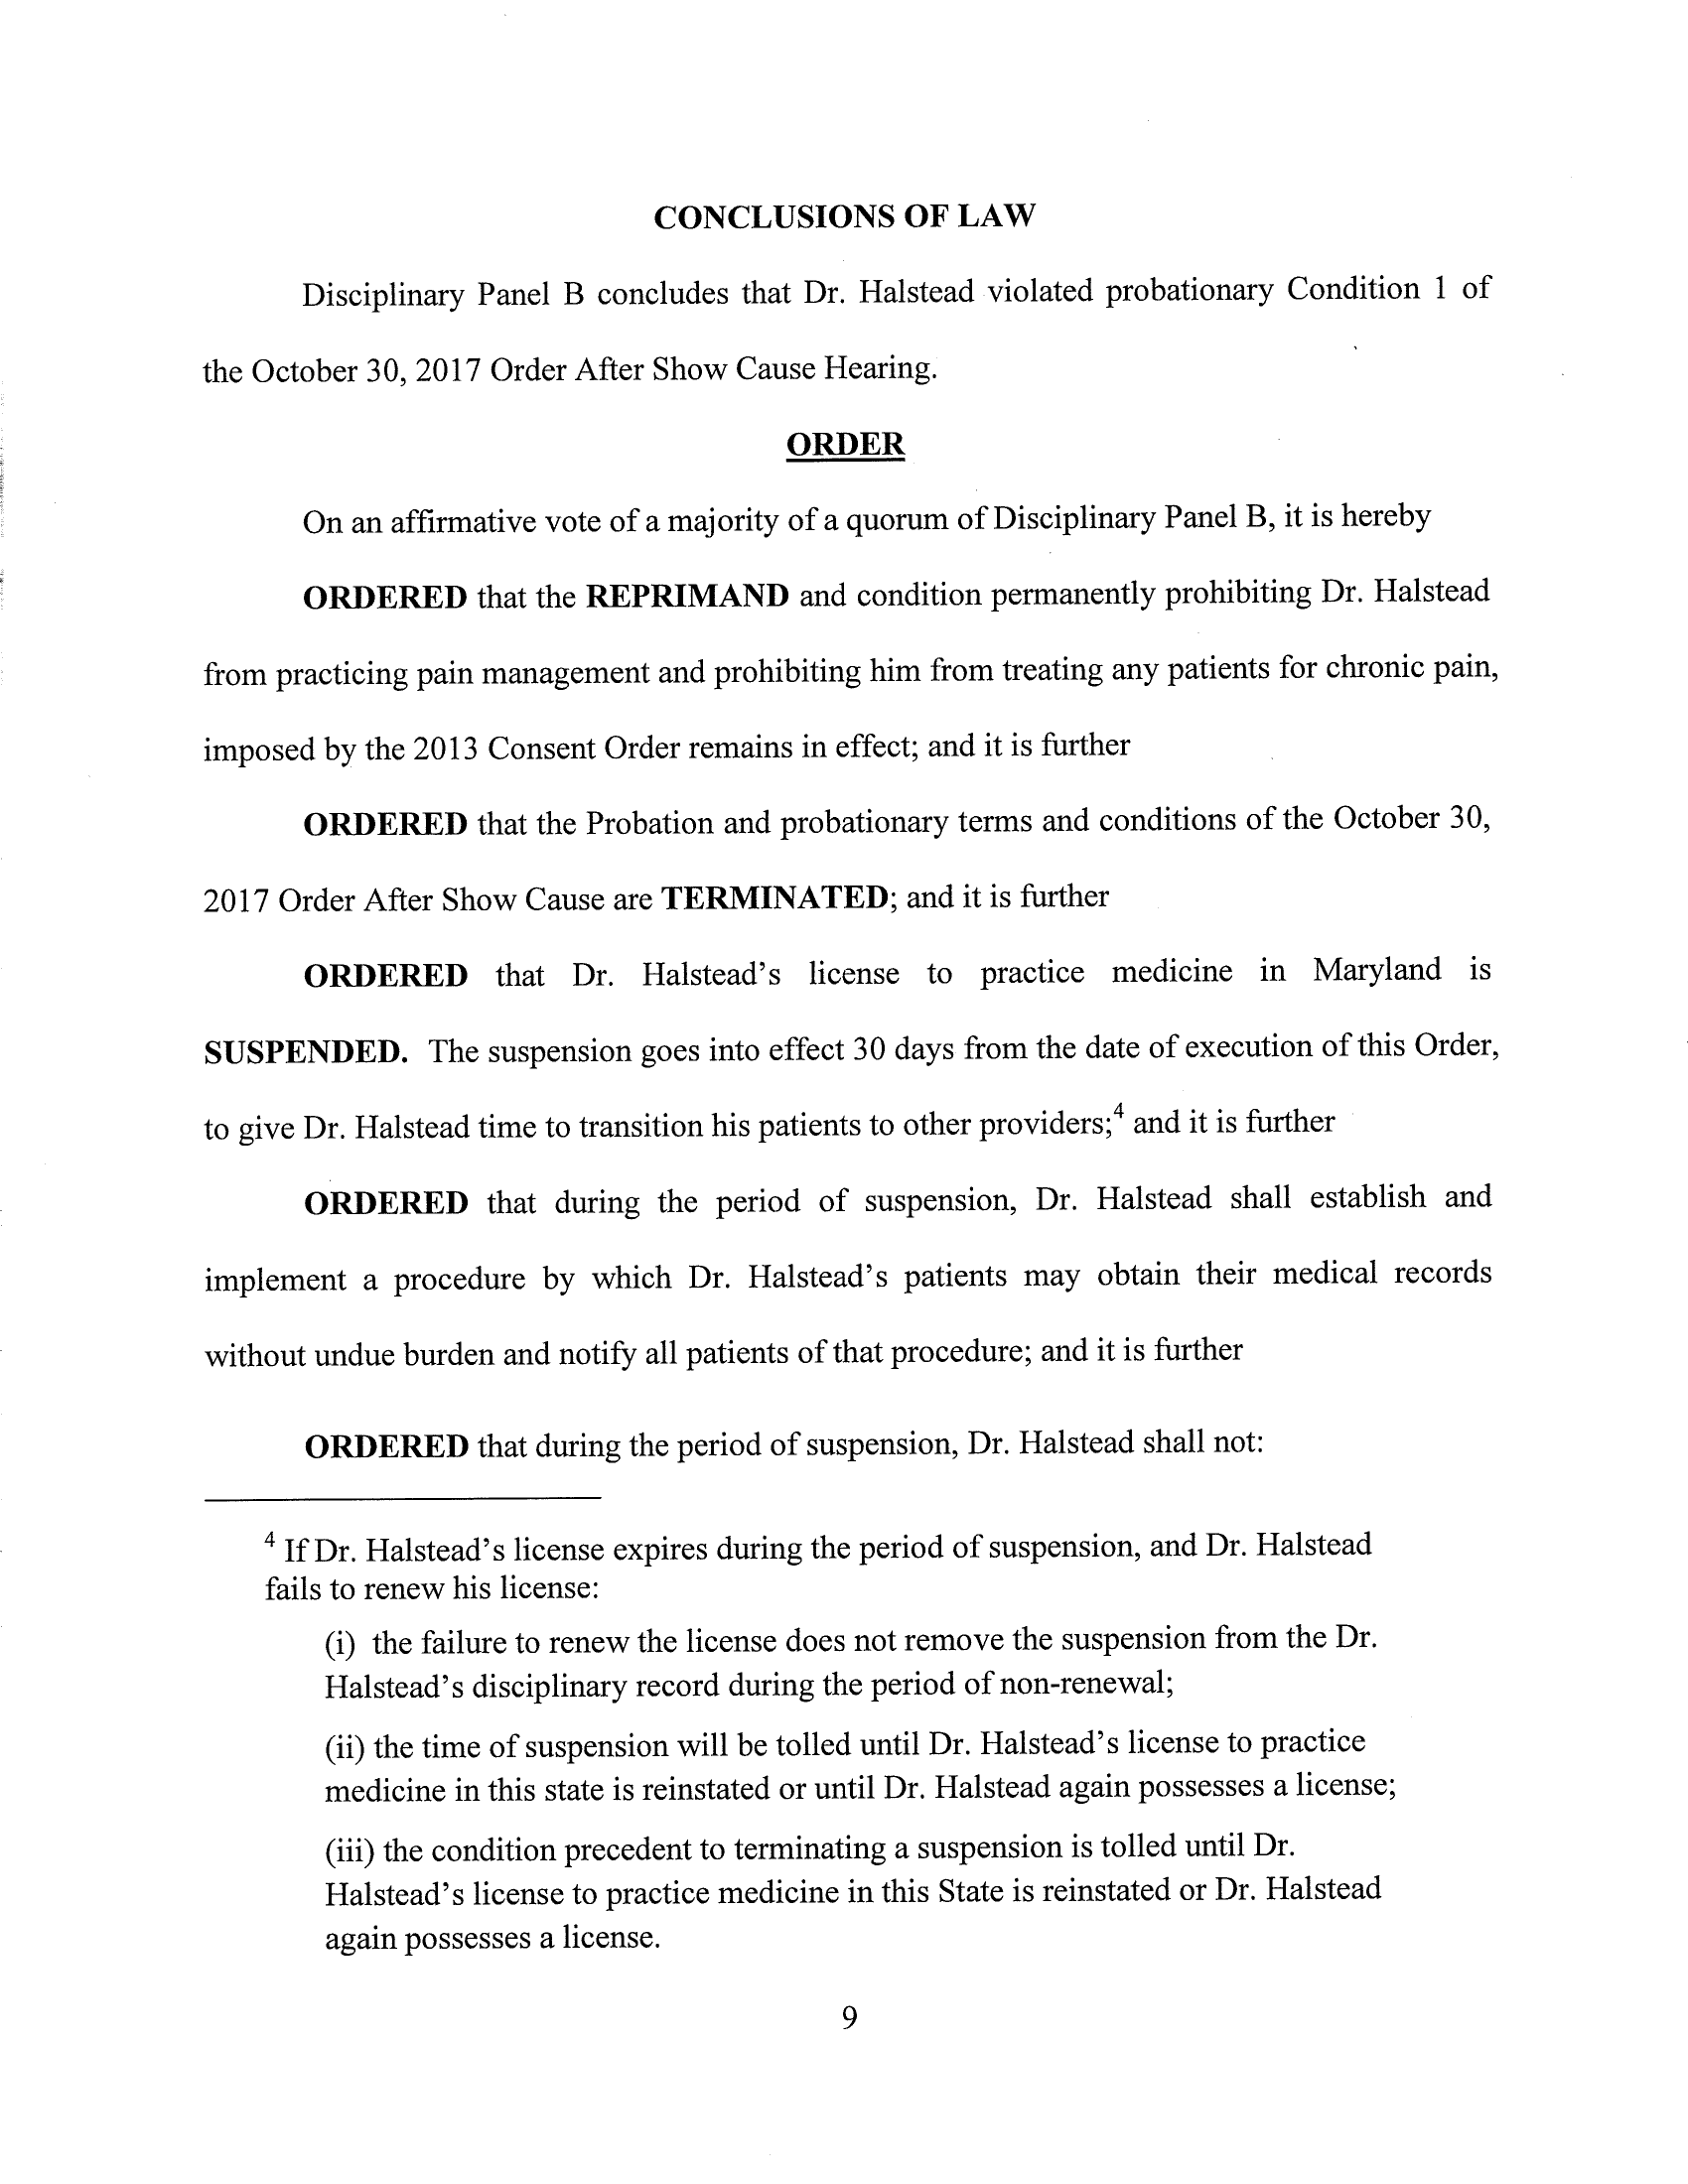 CONCLUSIONS OF LAW
Disciplinary Panel B concludes that Dr. Halstead violated probationary Condition 1 of
the October 30, 2017 Order After Show Cause Hearing.
ORDER
On an affirmative vote of a majority of a quorum of Disciplinary Panel B, it is hereby
ORDERED that the REPRIMAND and condition permanently prohibiting Dr. Halstead
from practicing pain management and prohibiting him from treating any patients for chronic pain,
imposed by the 2013 Consent Order remains in effect; and it is further
ORDERED that the Probation and probationary terms and conditions of the October 30,
2017 Order After Show Cause are TERMINATED; and it is further
ORDERED that Dr. Halstead's license to practice medicine in Maryland is
SUSPENDED. The suspension goes into effect 30 days from the date of execution of this Order,
to give Dr. Halstead time to transition his patients to other providers;4 and it is further
ORDERED that during the period of suspension, Dr. Halstead shall establish and
implement a procedure by which Dr. Halstead's patients may obtain their medical records
without undue burden and notify all patients of that procedure; and it is further
ORDERED that during the period of suspension, Dr. Halstead shall not:
4 If Dr. Halstead's license expires during the period of suspension, and Dr. Halstead
fails to renew his license:
(i) the failure to renew the license does not remove the suspension from the Dr.
Halstead's disciplinary record during the period of non-renewal;
(ii) the time of suspension will be tolled until Dr. Halstead's license to practice
medicine in this state is reinstated or until Dr. Halstead again possesses a license;
(iii) the condition precedent to terminating a suspension is tolled until Dr.
Halstead's license to practice medicine in this State is reinstated or Dr. Halstead
again possesses a license.
9